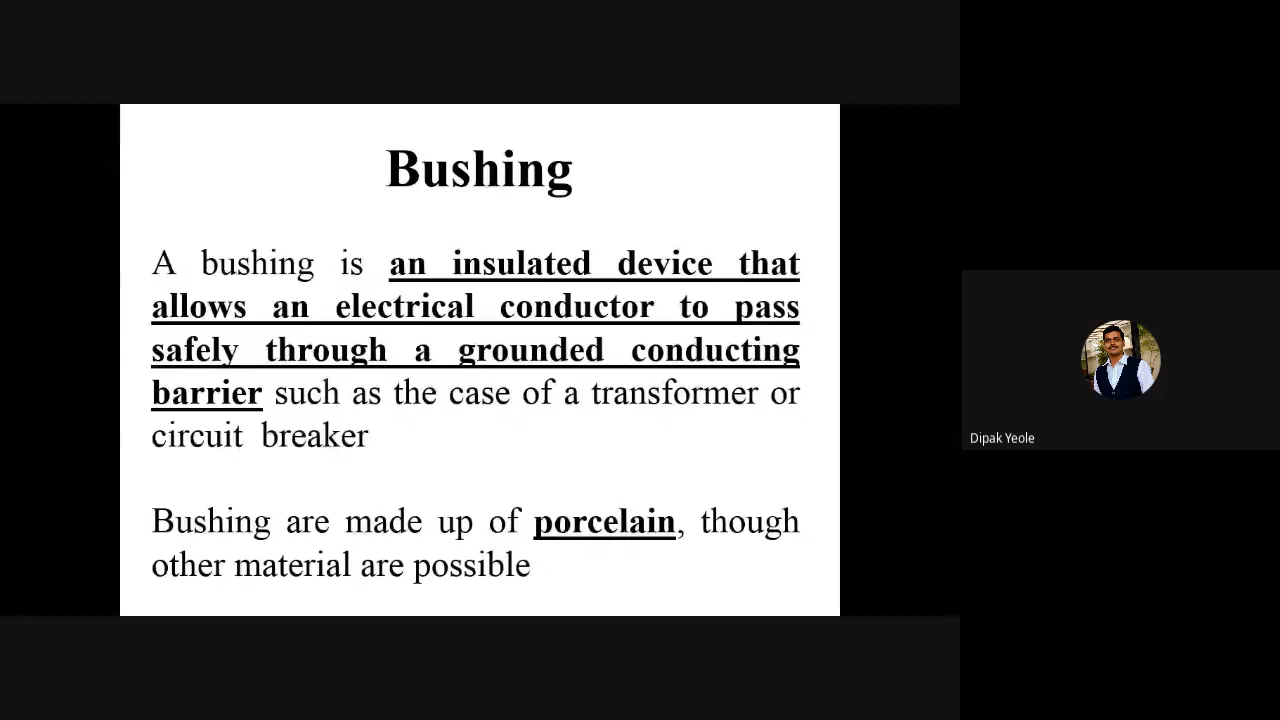 Bushing
A bushing is an insulated device that
allows an electrical conductor to pass
safely through a grounded conducting
barrier such as the case of a transformer or
circuit breaker
Bushing are made up of porcelain, though
other material are possible
Dipak Yeole